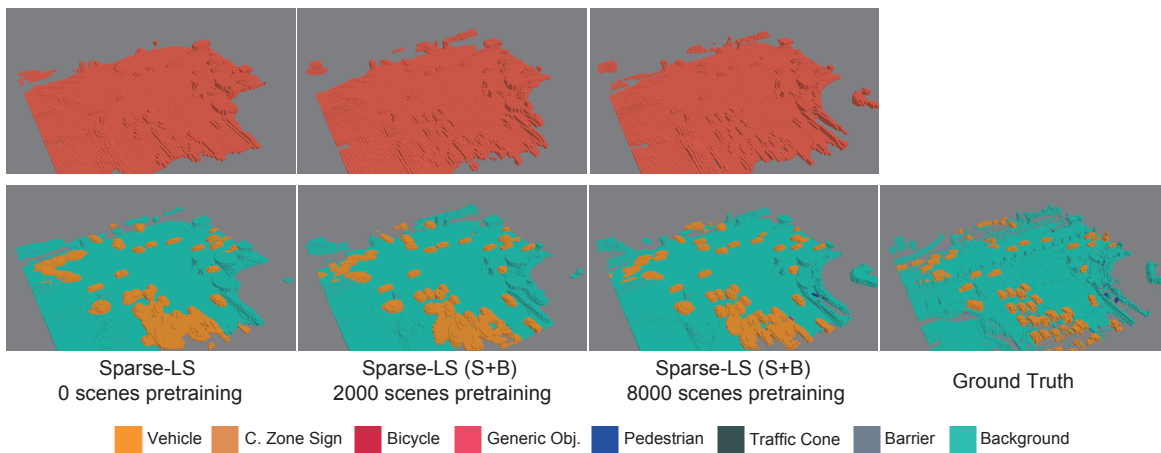 Sparse-LS
0 scenes pretraining
Sparse-LS (S+B)
2000 scenes pretraining
Sparse-LS (S+B)
8000 scenes pretraining
Ground Truth
Vehicle C. Zone Sign Bicycle Generic Obj. Pedestrian Traffic Cone Barrier Background